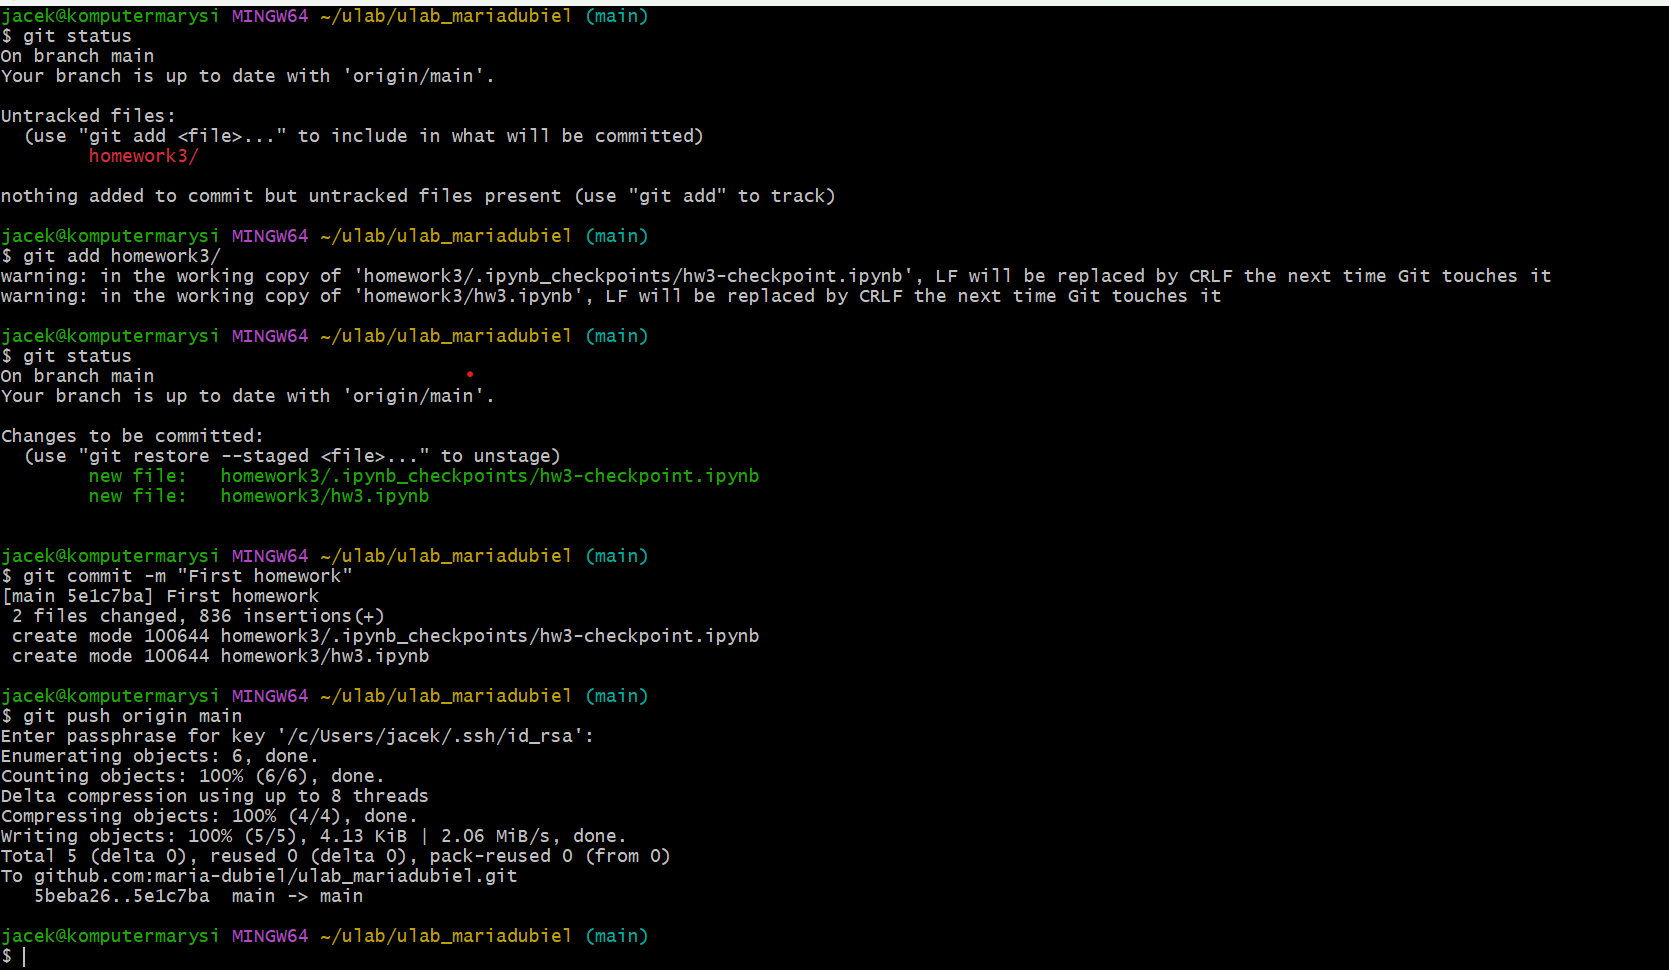 jacek@komputermarysi MINGW64 ~/ulab/ulab_mariadubiel (main)
$ git status
On branch main
Your branch is up to date with 'origin/main'.
Untracked files:
  (use "git add <file>..." to include in what will be committed)
        homework3/
nothing added to commit but untracked files present (use "git add" to track)
jacek@komputermarysi MINGW64 ~/ulab/ulab_mariadubiel (main)
$ git add homework3/
warning: in the working copy of 'homework3/.ipynb_checkpoints/hw3-checkpoint.ipynb', LF will be replaced by CRLF the next time Git touches it
warning: in the working copy of 'homework3/hw3.ipynb', LF will be replaced by CRLF the next time Git touches it
jacek@komputermarysi MINGW64 ~/ulab/ulab_mariadubiel (main)
$ git status
On branch main
Your branch is up to date with 'origin/main'.
Changes to be committed:
  (use "git restore --staged <file>..." to unstage)
        new file:   homework3/.ipynb_checkpoints/hw3-checkpoint.ipynb
        new file:   homework3/hw3.ipynb
jacek@komputermarysi MINGW64 ~/ulab/ulab_mariadubiel (main)
$ git commit -m "First homework"
[main 5e1c7ba] First homework
 2 files changed, 836 insertions(+)
 create mode 100644 homework3/.ipynb_checkpoints/hw3-checkpoint.ipynb
 create mode 100644 homework3/hw3.ipynb
jacek@komputermarysi MINGW64 ~/ulab/ulab_mariadubiel (main)
$ git push origin main
Enter passphrase for key '/c/Users/jacek/.ssh/id_rsa':
Enumerating objects: 6, done.
Counting objects: 100% (6/6), done.
Delta compression using up to 8 threads
Compressing objects: 100% (4/4), done.
Writing objects: 100% (5/5), 4.13 KiB | 2.06 MiB/s, done.
Total 5 (delta 0), reused 0 (delta 0), pack-reused 0 (from 0)
To github.com:maria-dubiel/ulab_mariadubiel.git
   5beba26..5e1c7ba  main -> main
jacek@komputermarysi MINGW64 ~/ulab/ulab_mariadubiel (main)
$